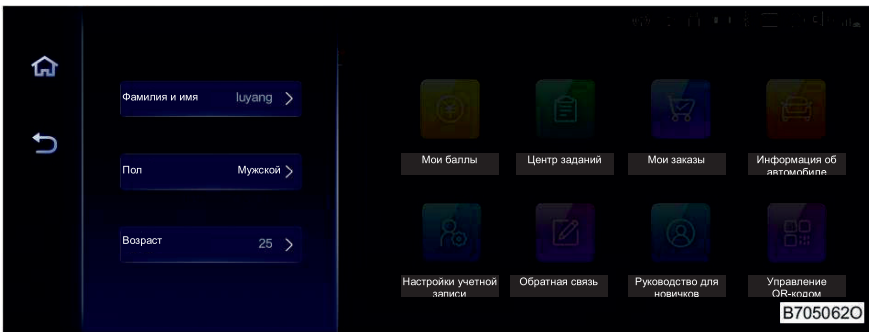 Фамилия и имя luyang
Пол Мужской
Возраст 25
Мои баллы
Центр заданий
Мои заказы
Информация об
автомобиле
Настройки учетной
записи
Обратная связь
Руководство для
новичков
Управление
QR-кодом
B705062O